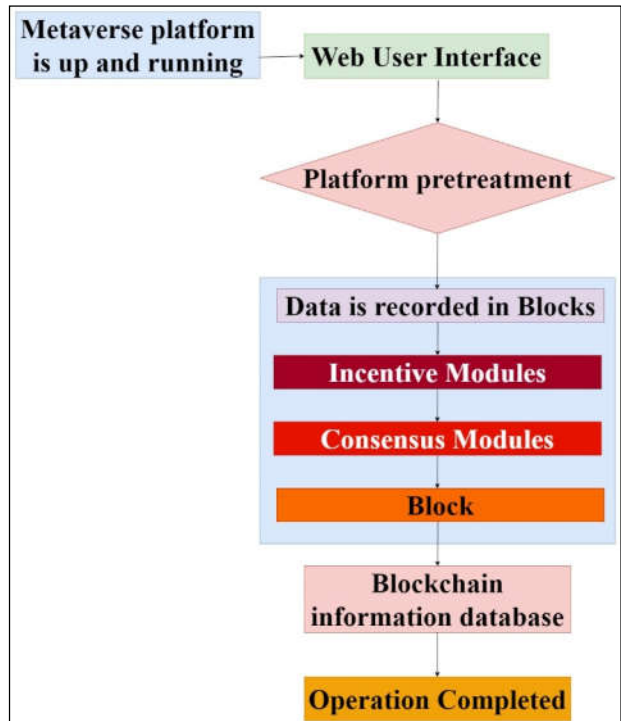 Metaverse platform
is up and running
Web User Interface
Platform pretreatment
Data is recorded in Blocks
Incentive Modules
Consensus Modules
Block
Blockchain
information database
Operation Completed